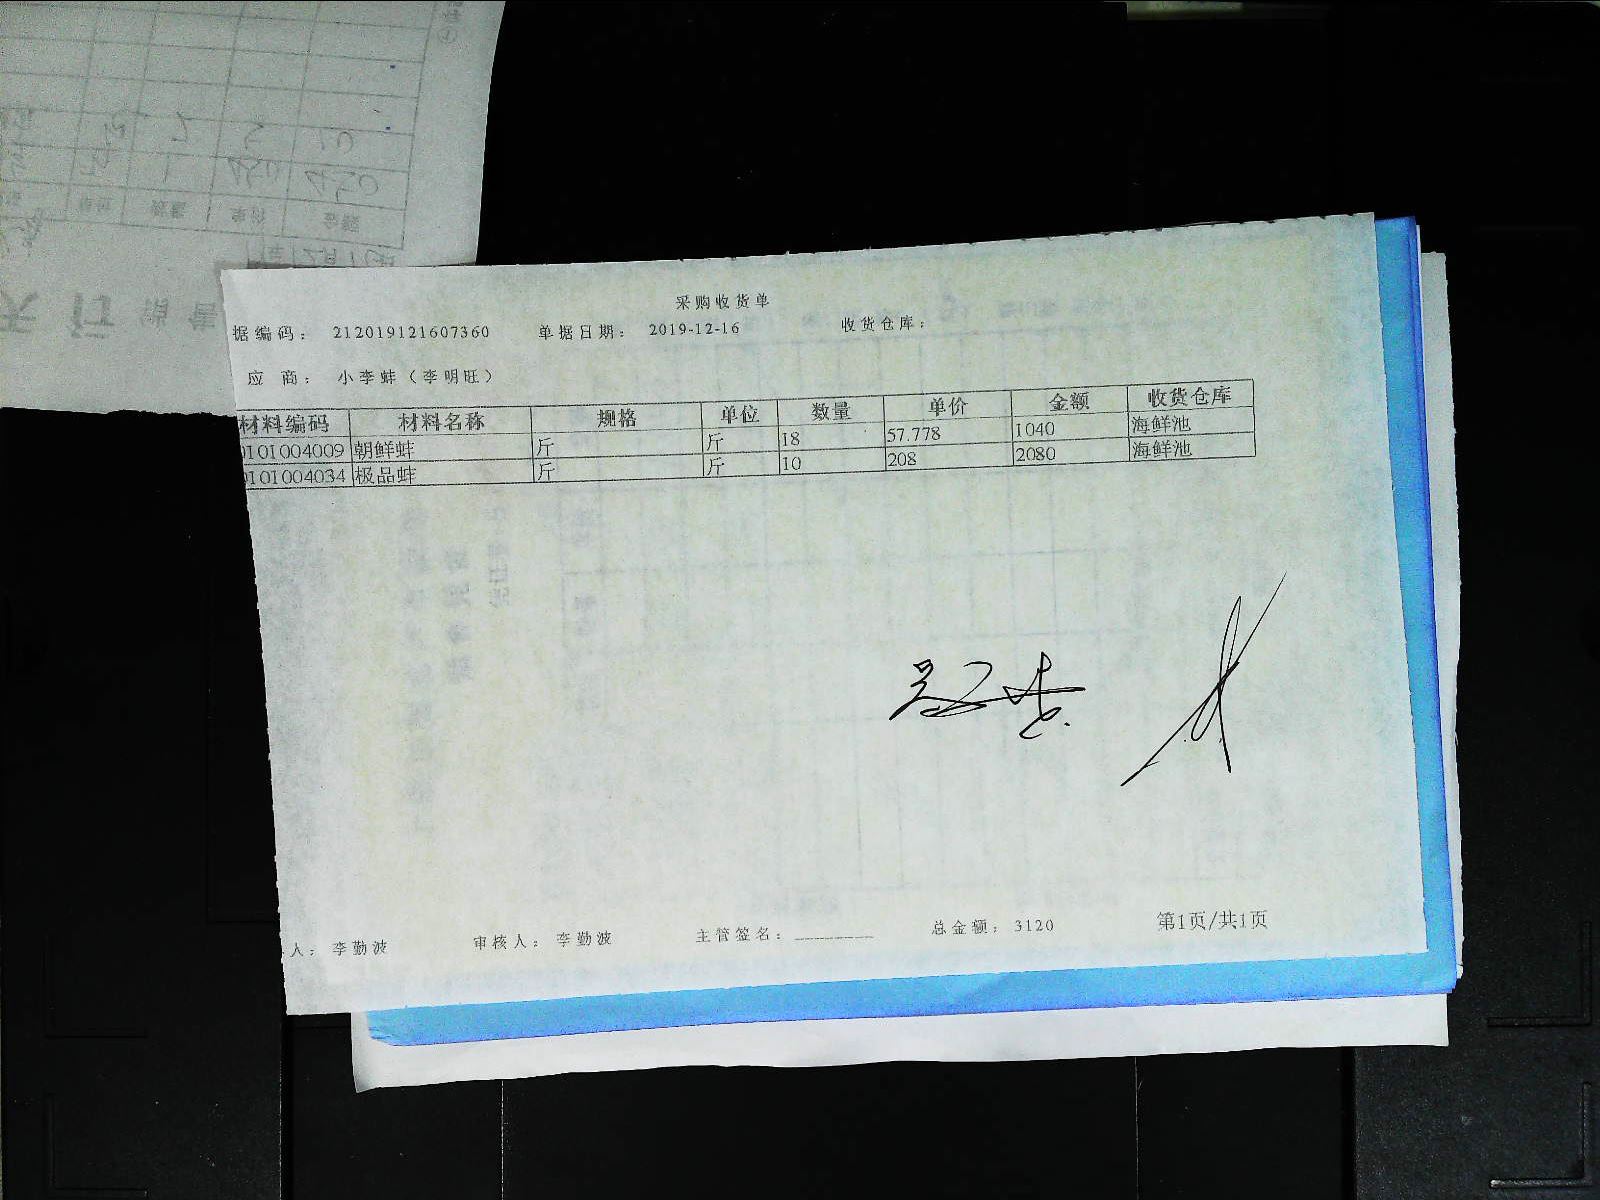 采购收货单
据编码： 212019121607360 单据日期： 2019-12-16 收货仓库：
应 商： 小李蚌（李明旺）
材料编码 材料名称 规格 单位 数量 单价 金额 收货仓库
0101004009 朝鲜蚌 斤 斤 18 57.778 1040 海鲜池
0101004034 极品蚌 斤 斤 10 208 2080 海鲜池
人： 李勤波 审核人： 李勤波 主管签名： 总金额： 3120 第1页/共1页